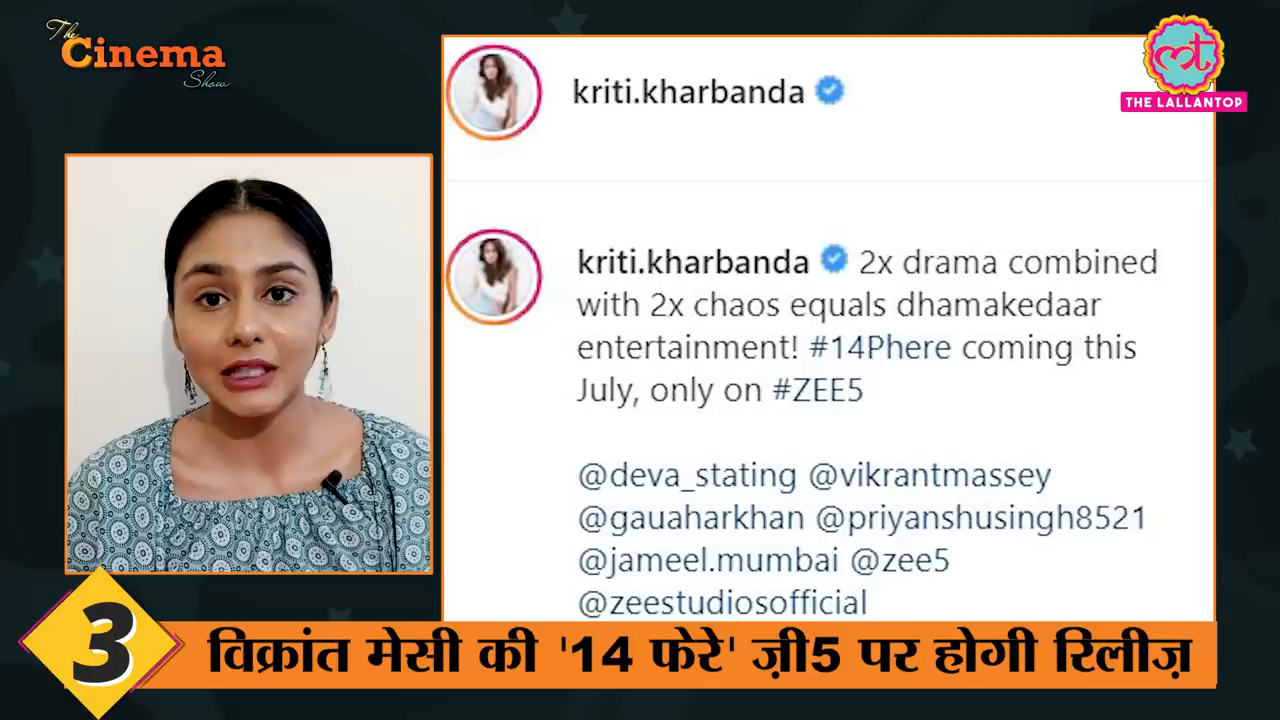 The
Cinema
Show
लт
THE LALLANTOP
kriti.kharbanda
kriti.kharbanda 2x drama combined
with 2x chaos equals dhamakedaar
entertainment! #14Phere coming this
July, only on #ZEE5
@deva_stating @vikrantmassey
@gauaharkhan @priyanshusingh8521
@jameel.mumbai @zee5
@zeestudiosofficial
3
विक्रांत मेसी की '14 फेरे' ज़ी5 पर होगी रिलीज़